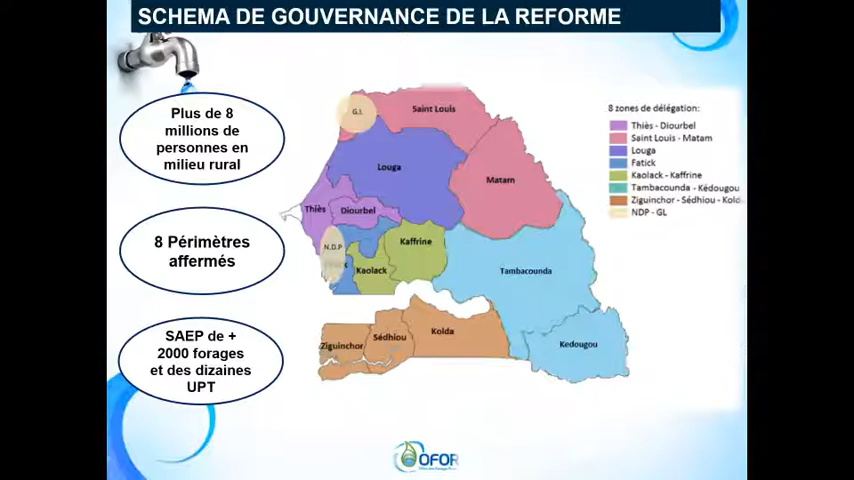 SCHEMA DE GOUVERNANCE DE LA REFORME
Plus de 8
millions de
personnes en
milieu rural
8 Périmètres
affermés
SAEP de +
2000 forages
et des dizaines
UPT
G.L
Saint Louis
Louga
Matam
Thiès
Diourbel
N.D.P
k
Kaffrine
Kaolack
Tambacounda
Ziguinchor
Sédhiou
Kolda
Kedougou
8 zones de délégation:
Thiès - Diourbel
Saint Louis - Matam
Louga
Fatick
Kaolack - Kaffrine
Tambacounda - Kédougou
Ziguinchor - Sédhiou - Kold
NDP - GL
OFOR